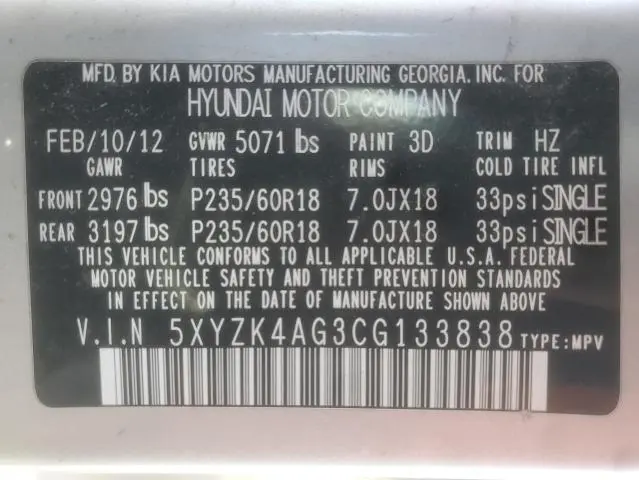 MFD. BY KIA MOTORS MANUFACTURING GEORGIA. INC. FOR
HYUNDAI MOTOR COMPANY
FEB/10/12 GVWR 5071 lbs PAINT 3D TRIM HZ
GAWR TIRES RIMS COLD TIRE INFL
FRONT 2976 lbs P235/60R18 7.0JX18 33psi SINGLE
REAR 3197 lbs P235/60R18 7.0JX18 33psi SINGLE
THIS VEHICLE CONFORMS TO ALL APPLICABLE U.S.A. FEDERAL
MOTOR VEHICLE SAFETY AND THEFT PREVENTION STANDARDS
IN EFFECT ON THE DATE OF MANUFACTURE SHOWN ABOVE
V.I.N 5XYZK4AG3CG133838 TYPE:MPV